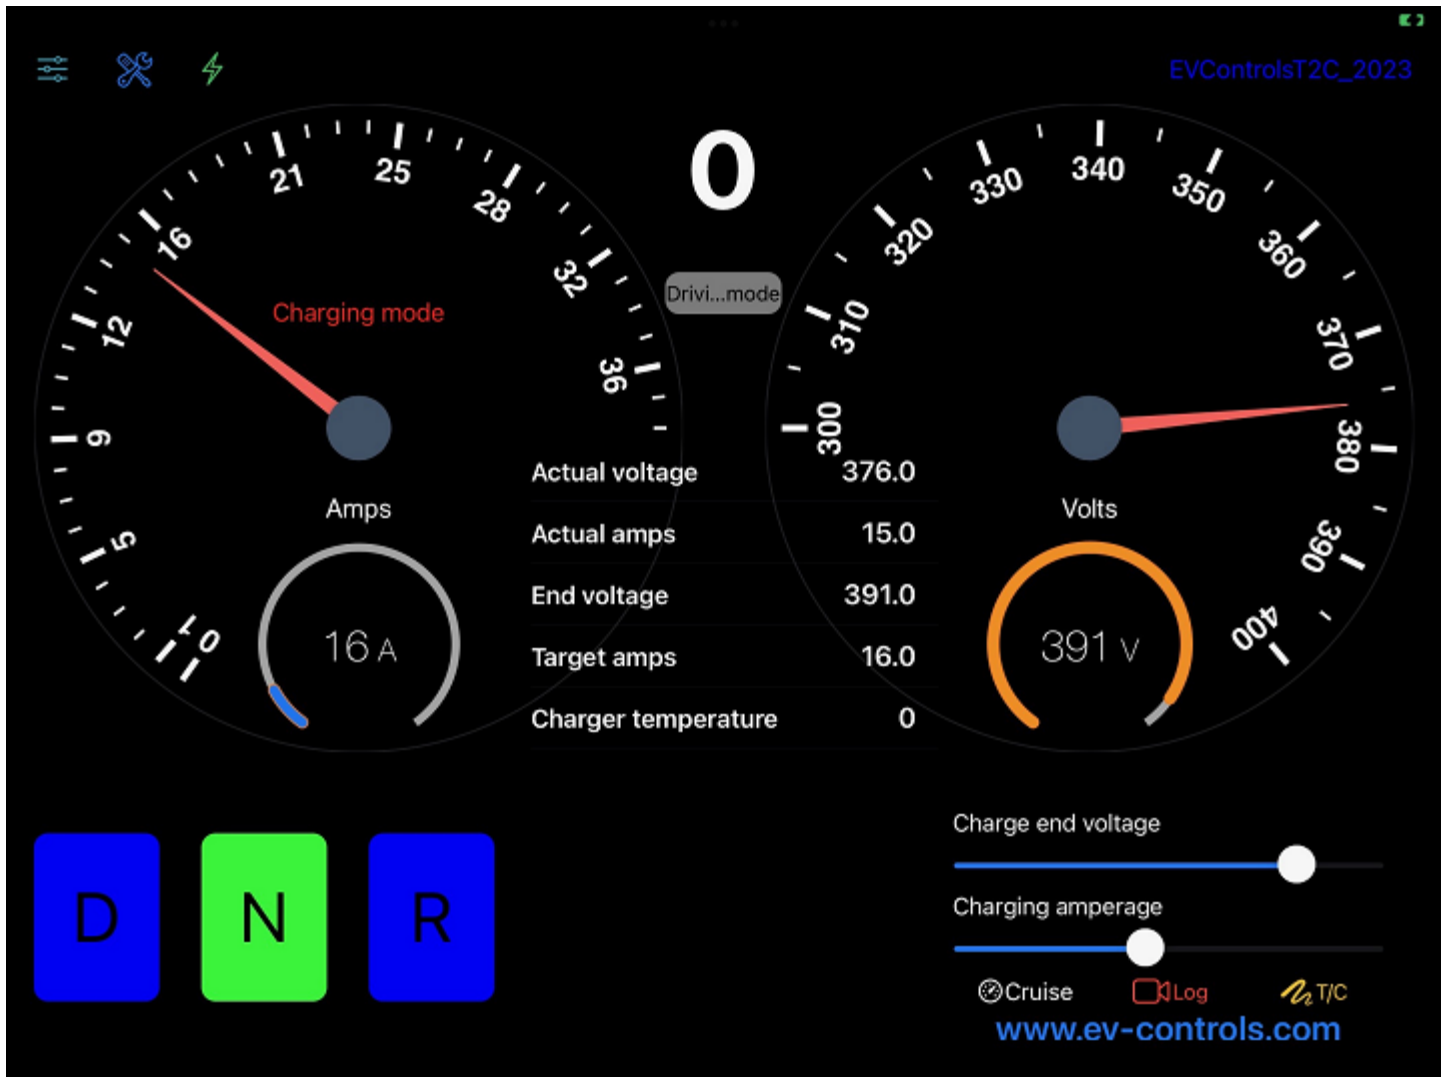 EVControlsT2C_2023
0
Drivi...mode
0 1 5 9 12 16 21 25 28 32 36
Charging mode
Amps
16 A
300 310 320 330 340 350 360 370 380 390 400
Volts
391 V
Actual voltage 376.0
Actual amps 15.0
End voltage 391.0
Target amps 16.0
Charger temperature 0
D N R
Charge end voltage
Charging amperage
Cruise Log T/C
www.ev-controls.com